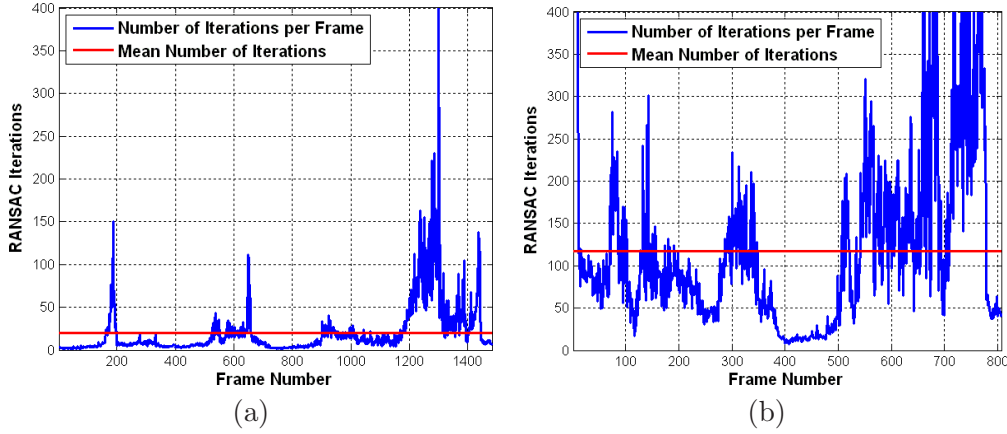 Number of Iterations per Frame
Mean Number of Iterations
RANSAC Iterations
400
350
300
250
200
150
100
50
0
200 400 600 800 1000 1200 1400
Frame Number
(a)
Number of Iterations per Frame
Mean Number of Iterations
RANSAC Iterations
400
350
300
250
200
150
100
50
0
100 200 300 400 500 600 700 800
Frame Number
(b)